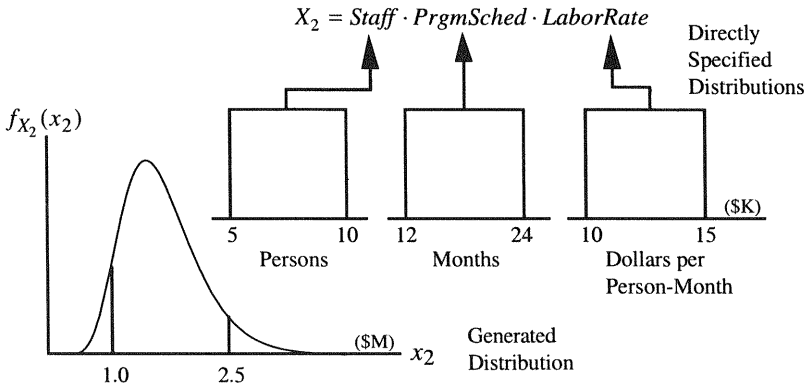 X₂ = Staff · PrgmSched · LaborRate
Directly
Specified
Distributions
f_X₂(x₂)
($K)
5 10 12 24 10 15
Persons Months Dollars per
Person-Month
($M) x₂
Generated
Distribution
1.0 2.5